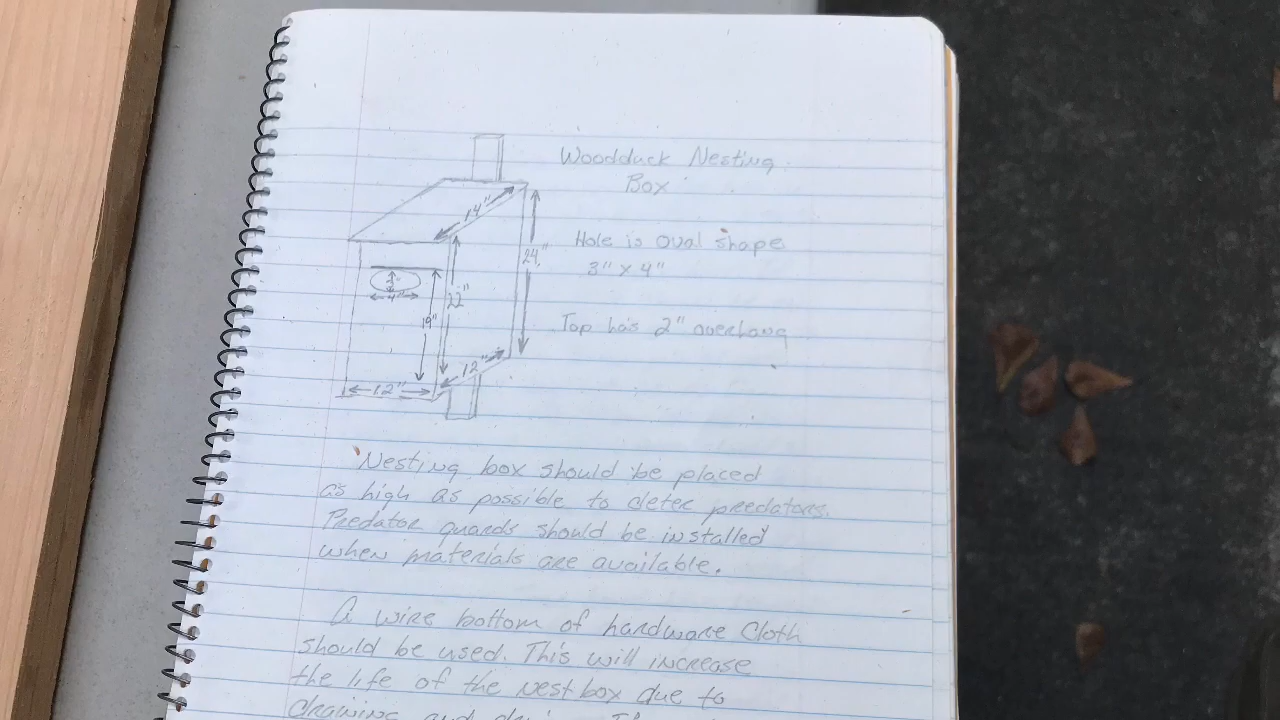 Woodduck Nesting
Box
14"
Hole is oval shape
3" x 4"
24"
3"
4"
22"
19"
Top has 2" overhang
12"
12"
Nesting box should be placed
as high as possible to deter predators.
Predator guards should be installed
when materials are available.
A wire bottom of hardware cloth
should be used. This will increase
the life of the nest box due to
draining and